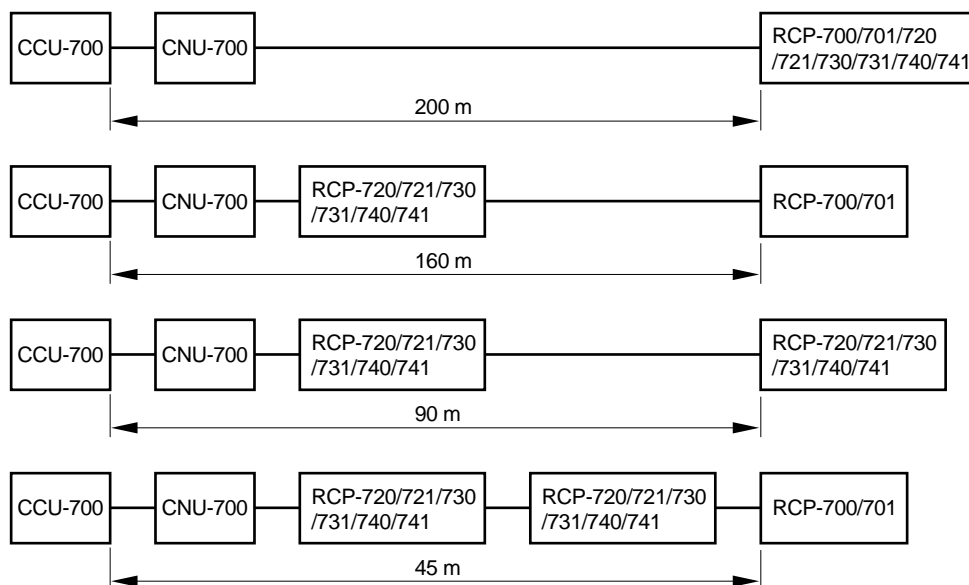 CCU-700
CNU-700
RCP-700/701/720
/721/730/731/740/741
200 m
CCU-700
CNU-700
RCP-720/721/730
/731/740/741
RCP-700/701
160 m
CCU-700
CNU-700
RCP-720/721/730
/731/740/741
RCP-720/721/730
/731/740/741
90 m
CCU-700
CNU-700
RCP-720/721/730
/731/740/741
RCP-720/721/730
/731/740/741
RCP-700/701
45 m